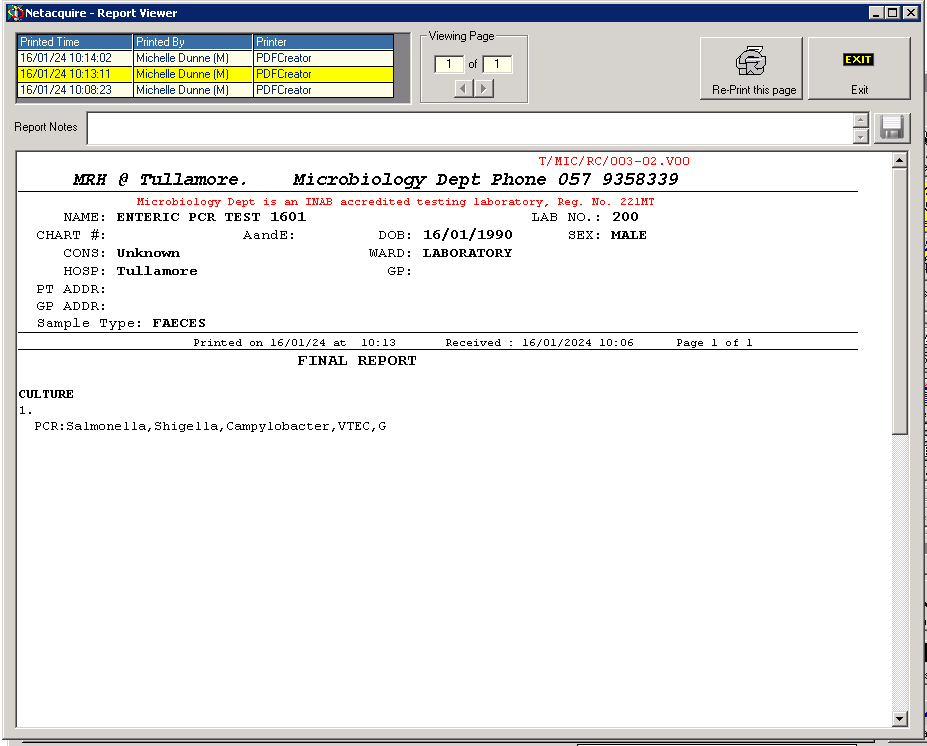 Netacquire - Report Viewer
Printed Time Printed By Printer
16/01/24 10:14:02 Michelle Dunne (M) PDFCreator
16/01/24 10:13:11 Michelle Dunne (M) PDFCreator
16/01/24 10:08:23 Michelle Dunne (M) PDFCreator
Viewing Page
1 of 1
Re-Print this page
EXIT
Exit
Report Notes
T/MIC/RC/003-02.V00
MRH @ Tullamore. Microbiology Dept Phone 057 9358339
Microbiology Dept is an INAB accredited testing laboratory, Reg. No. 221MT
NAME: ENTERIC PCR TEST 1601 LAB NO.: 200
CHART #: AandE: DOB: 16/01/1990 SEX: MALE
CONS: Unknown WARD: LABORATORY
HOSP: Tullamore GP:
PT ADDR:
GP ADDR:
Sample Type: FAECES
Printed on 16/01/24 at 10:13 Received : 16/01/2024 10:06 Page 1 of 1
FINAL REPORT
CULTURE
1.
PCR:Salmonella,Shigella,Campylobacter,VTEC,G